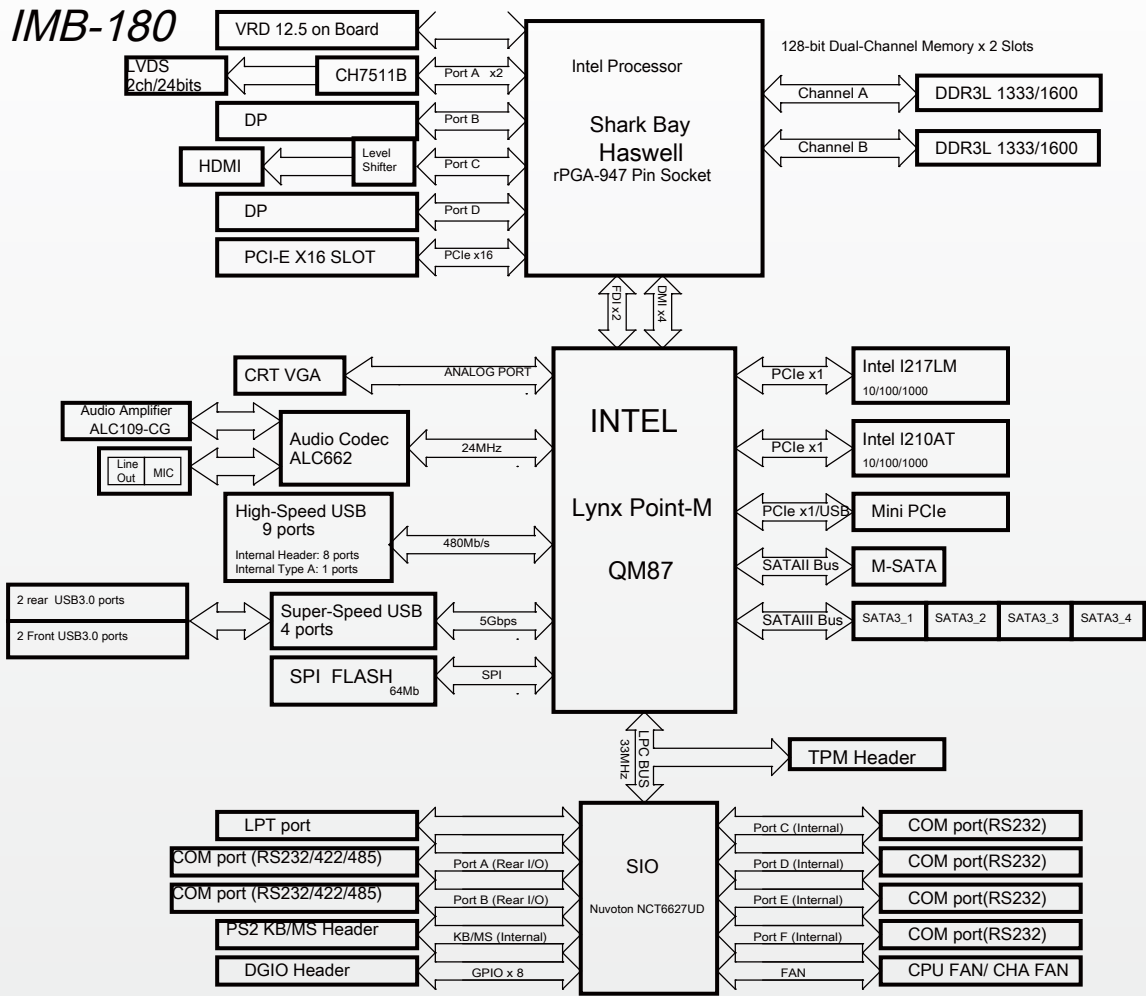 IMB-180
VRD 12.5 on Board
LVDS
2ch/24bits
CH7511B
Port A x2
DP
Port B
HDMI
Level
Shifter
Port C
DP
Port D
PCI-E X16 SLOT
PCIe x16
Intel Processor
Shark Bay
Haswell
rPGA-947 Pin Socket
128-bit Dual-Channel Memory x 2 Slots
Channel A
DDR3L 1333/1600
Channel B
DDR3L 1333/1600
FDI x2
DMI x4
CRT VGA
ANALOG PORT
Audio Amplifier
ALC109-CG
Line
Out
MIC
Audio Codec
ALC662
24MHz
High-Speed USB
9 ports
Internal Header: 8 ports
Internal Type A: 1 ports
480Mb/s
2 rear USB3.0 ports
2 Front USB3.0 ports
Super-Speed USB
4 ports
5Gbps
SPI FLASH
64Mb
SPI
INTEL
Lynx Point-M
QM87
PCIe x1
Intel I217LM
10/100/1000
PCIe x1
Intel I210AT
10/100/1000
PCIe x1/USB
Mini PCIe
SATAII Bus
M-SATA
SATAIII Bus
SATA3_1
SATA3_2
SATA3_3
SATA3_4
LPC BUS
33MHz
TPM Header
LPT port
COM port (RS232/422/485)
Port A (Rear I/O)
COM port (RS232/422/485)
Port B (Rear I/O)
PS2 KB/MS Header
KB/MS (Internal)
DGIO Header
GPIO x 8
SIO
Nuvoton NCT6627UD
Port C (Internal)
COM port(RS232)
Port D (Internal)
COM port(RS232)
Port E (Internal)
COM port(RS232)
Port F (Internal)
COM port(RS232)
FAN
CPU FAN/ CHA FAN